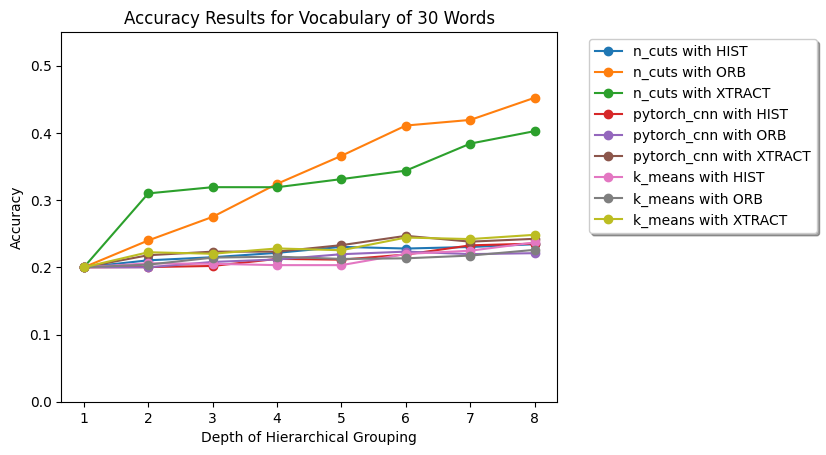 Accuracy Results for Vocabulary of 30 Words
0.5
0.4
0.3
0.2
0.1
0.0
Accuracy
1 2 3 4 5 6 7 8
Depth of Hierarchical Grouping
n_cuts with HIST
n_cuts with ORB
n_cuts with XTRACT
pytorch_cnn with HIST
pytorch_cnn with ORB
pytorch_cnn with XTRACT
k_means with HIST
k_means with ORB
k_means with XTRACT